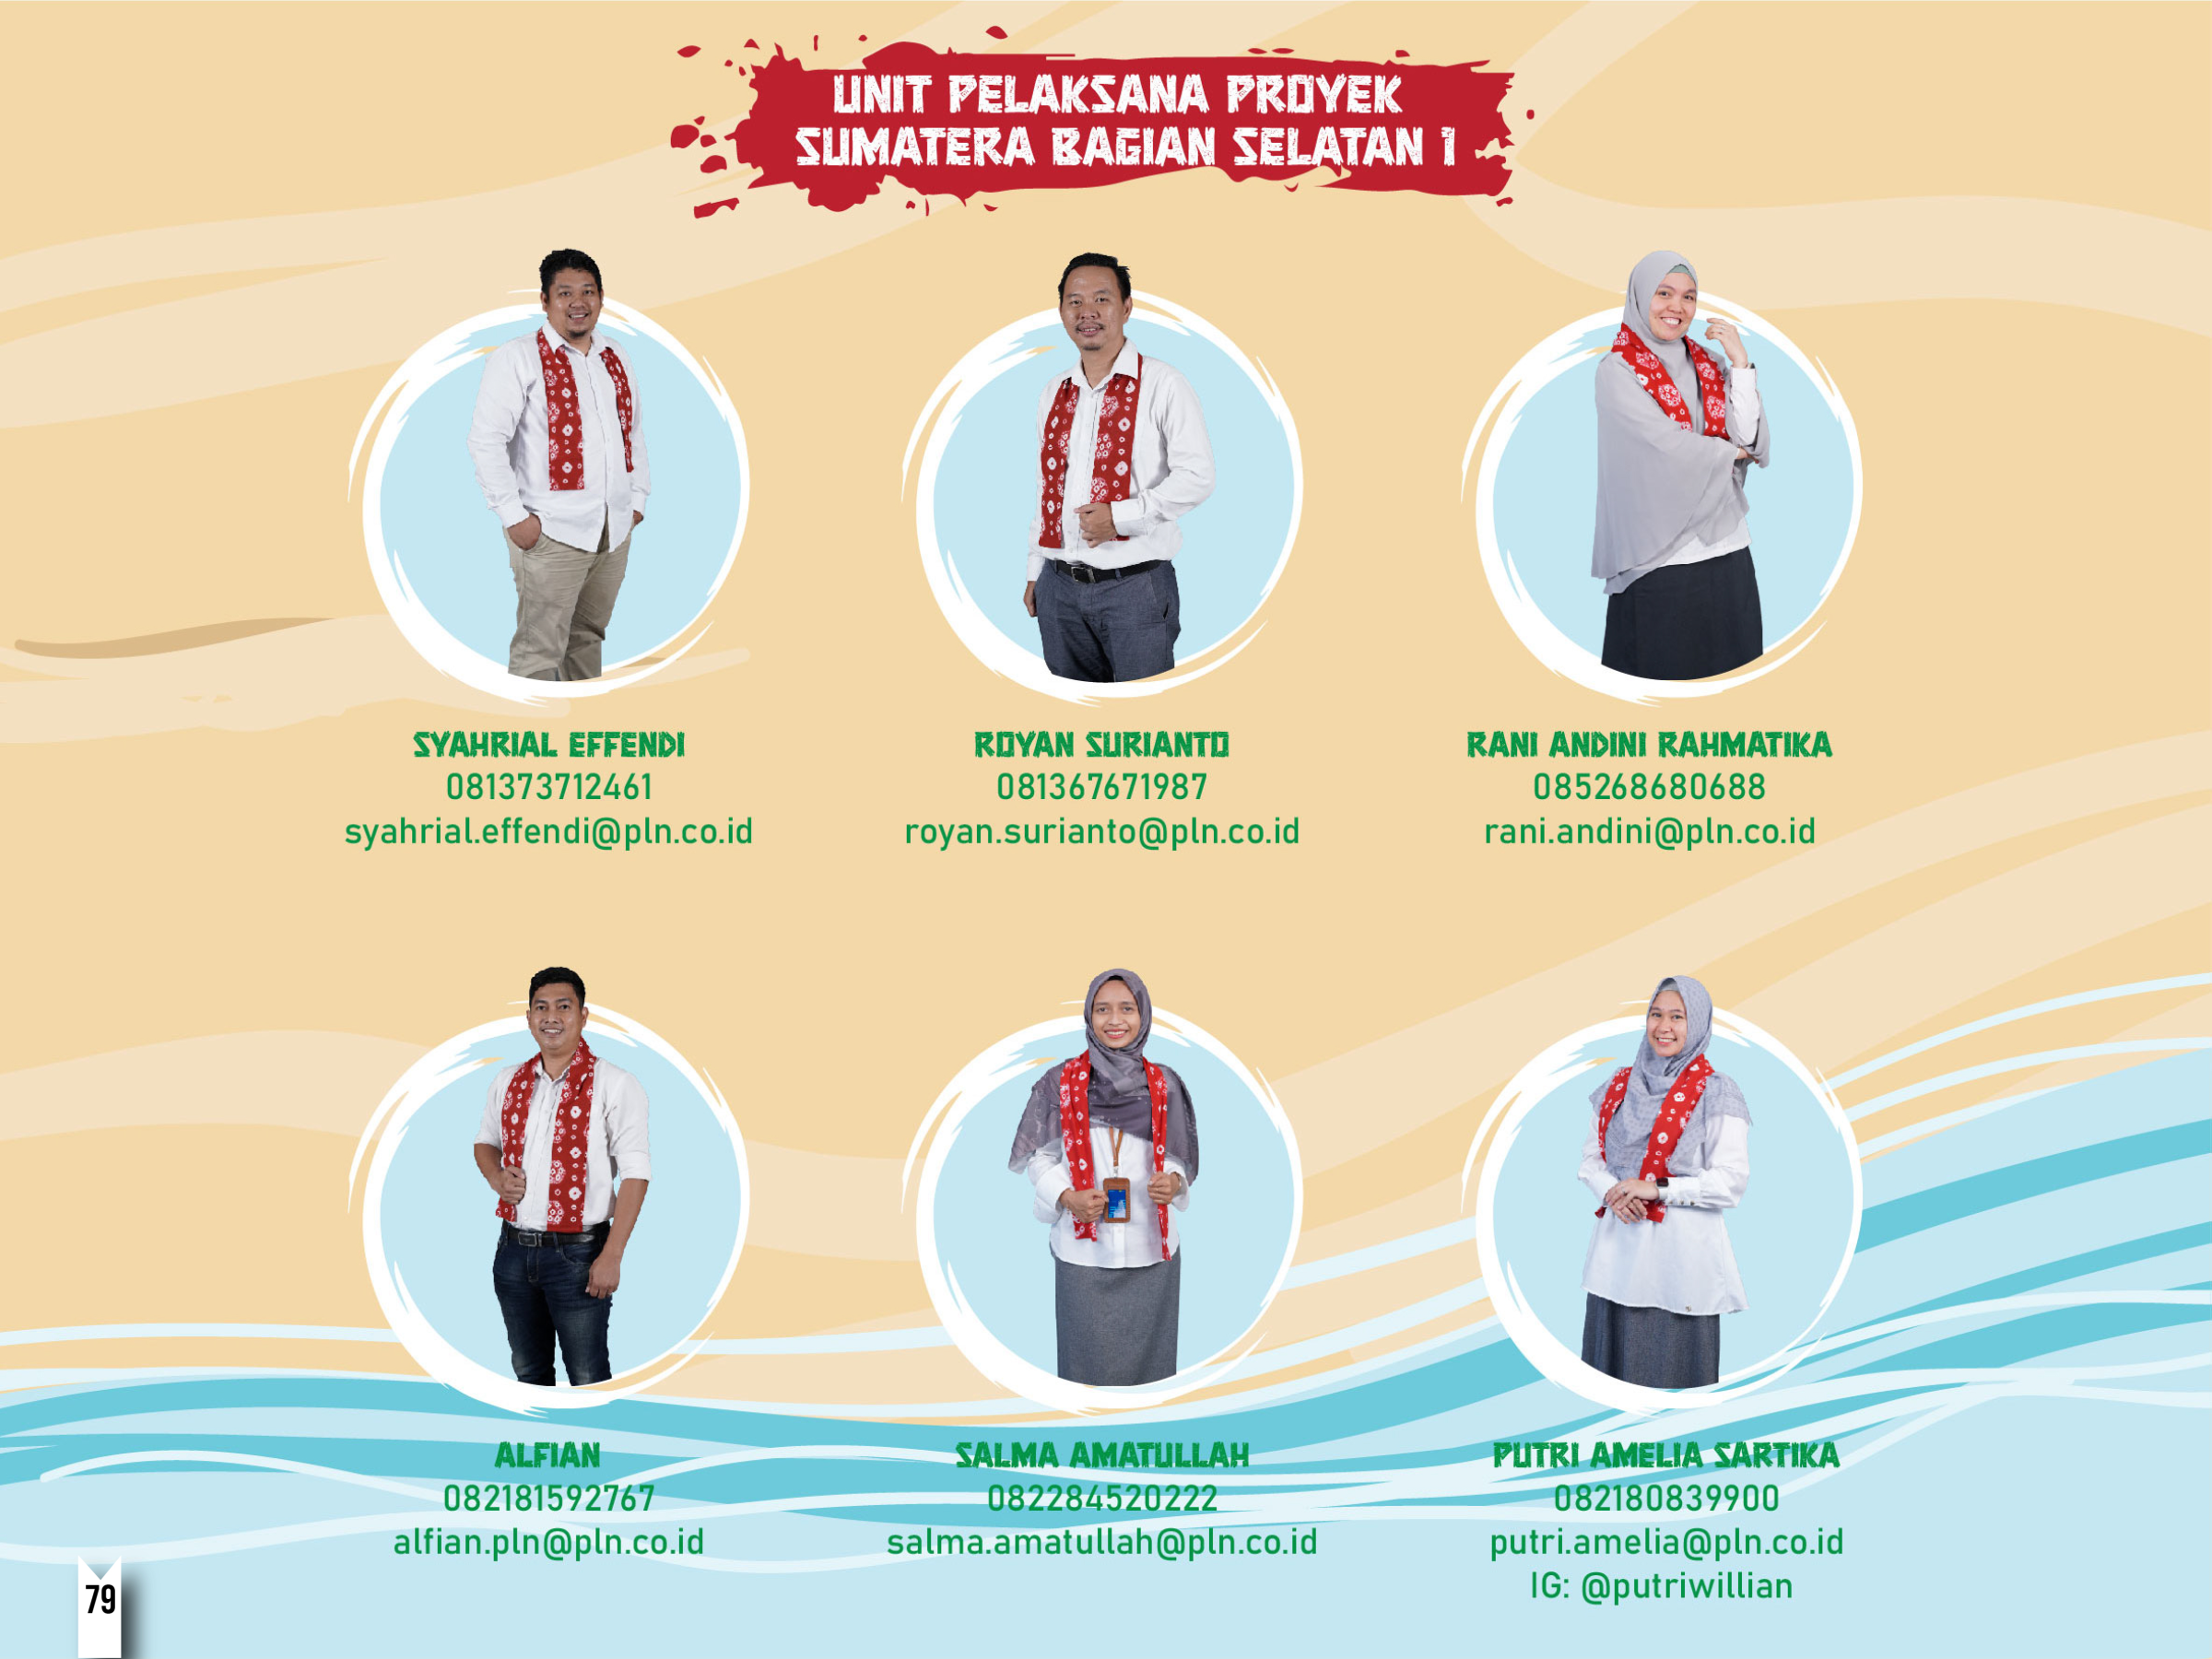 UNIT PELAKSANA PROYEK
SUMATERA BAGIAN SELATAN 1
SYAHRIAL EFFENDI
081373712461
syahrial.effendi@pln.co.id
ROYAN SURIANTO
081367671987
royan.surianto@pln.co.id
RANI ANDINI RAHMATIKA
085268680688
rani.andini@pln.co.id
ALFIAN
082181592767
alfian.pln@pln.co.id
SALMA AMATULLAH
082284520222
salma.amatullah@pln.co.id
PUTRI AMELIA SARTIKA
082180839900
putri.amelia@pln.co.id
IG: @putriwillian
79